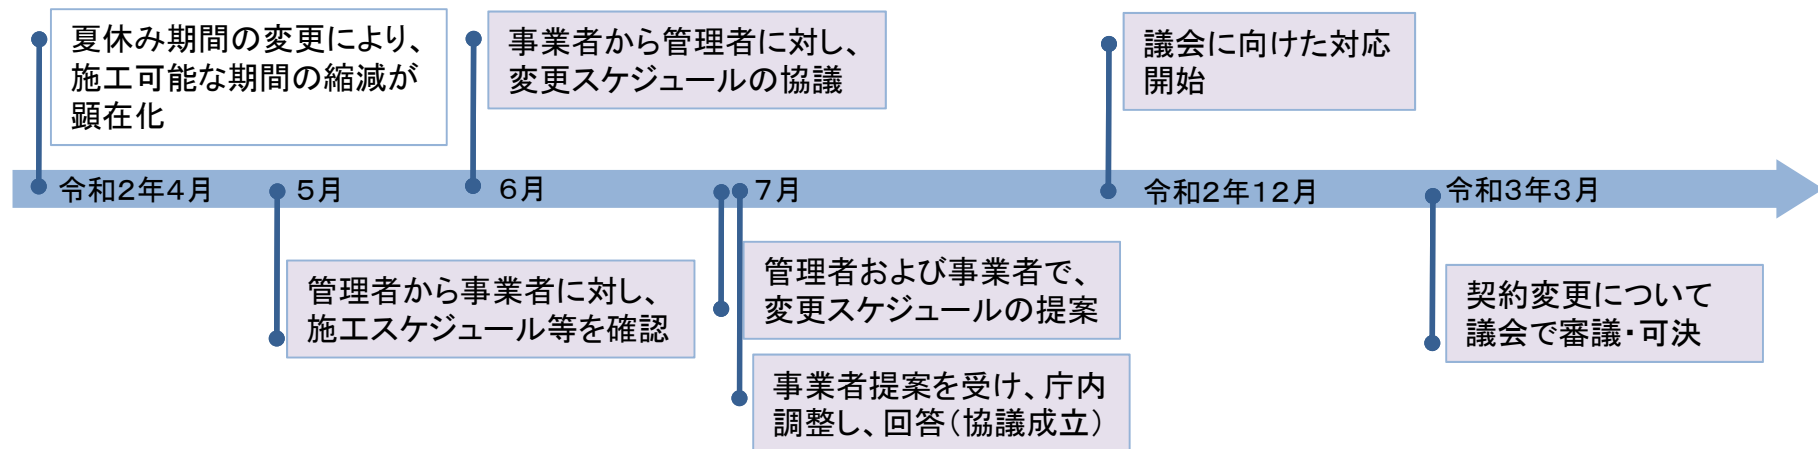 夏休み期間の変更により、
施工可能な期間の縮減が
顕在化
事業者から管理者に対し、
変更スケジュールの協議
議会に向けた対応
開始
令和2年4月
5月
6月
7月
令和2年12月
令和3年3月
管理者から事業者に対し、
施工スケジュール等を確認
管理者および事業者で、
変更スケジュールの提案
事業者提案を受け、庁内
調整し、回答（協議成立）
契約変更について
議会で審議・可決